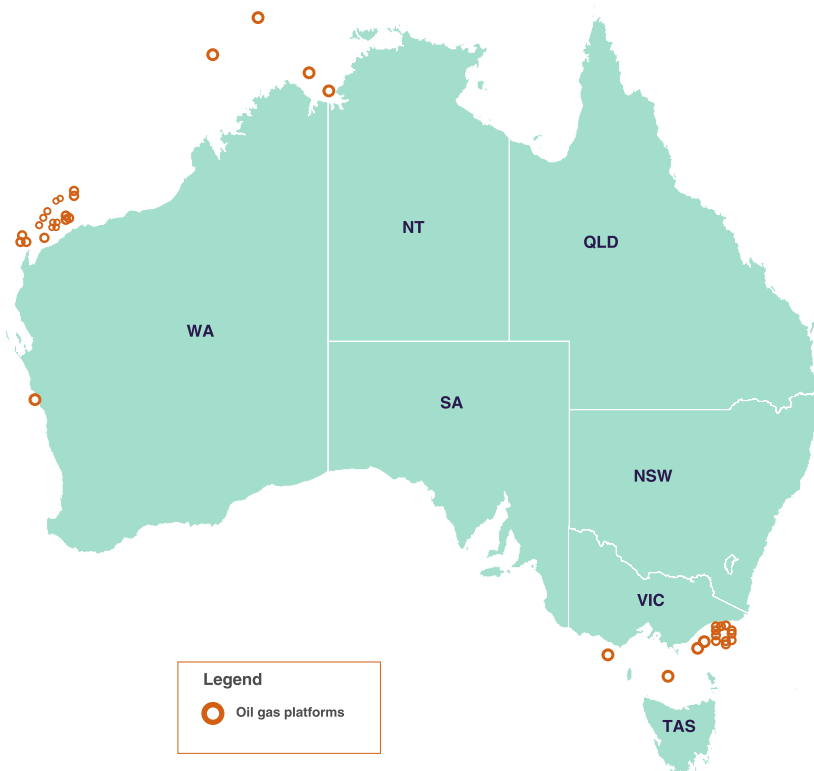 NT
QLD
WA
SA
NSW
VIC
TAS
Legend
Oil gas platforms